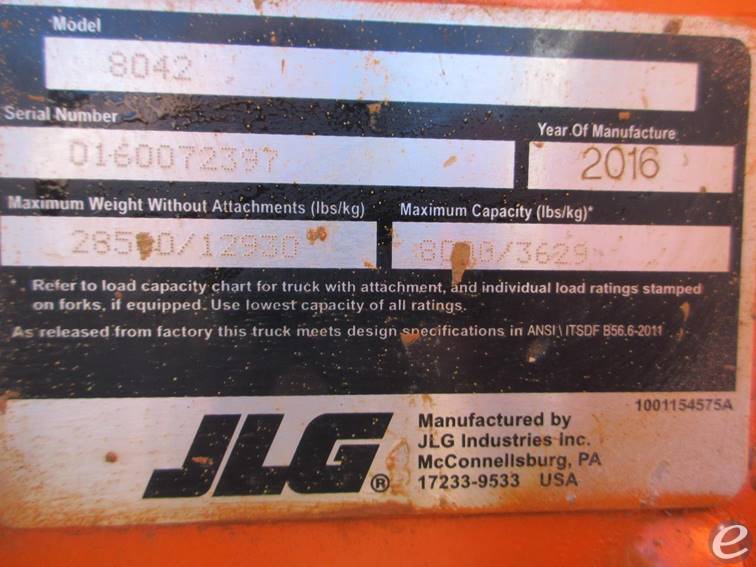 Model
8042
Serial Number
0160072397
Year Of Manufacture
2016
Maximum Weight Without Attachments (lbs/kg)
Maximum Capacity (lbs/kg)*
* Refer to load capacity chart for truck with attachment, and individual load ratings stamped
on forks, if equipped. Use lowest capacity of all ratings.
As released from factory this truck meets design specifications in ANSI \ ITSDF B56.6-2011
1001154575A
JLG®
Manufactured by
JLG Industries Inc.
McConnellsburg, PA
17233-9533 USA
e